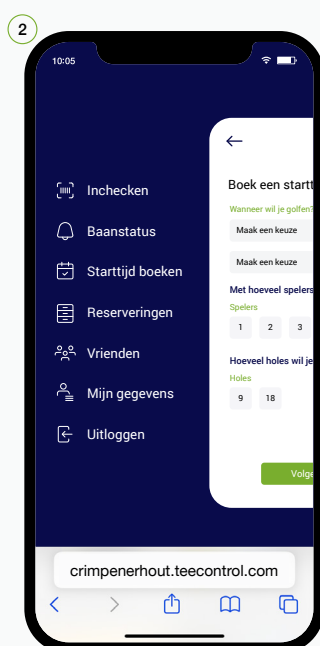 2
10:05
Inchecken
Baanstatus
Starttijd boeken
Reserveringen
Vrienden
Mijn gegevens
Uitloggen
Boek een startt
Wanneer wil je golfen?
Maak een keuze
Maak een keuze
Met hoeveel spelers
Spelers
1 2 3
Hoeveel holes wil je
Holes
9 18
Volge
crimpenerhout.teecontrol.com